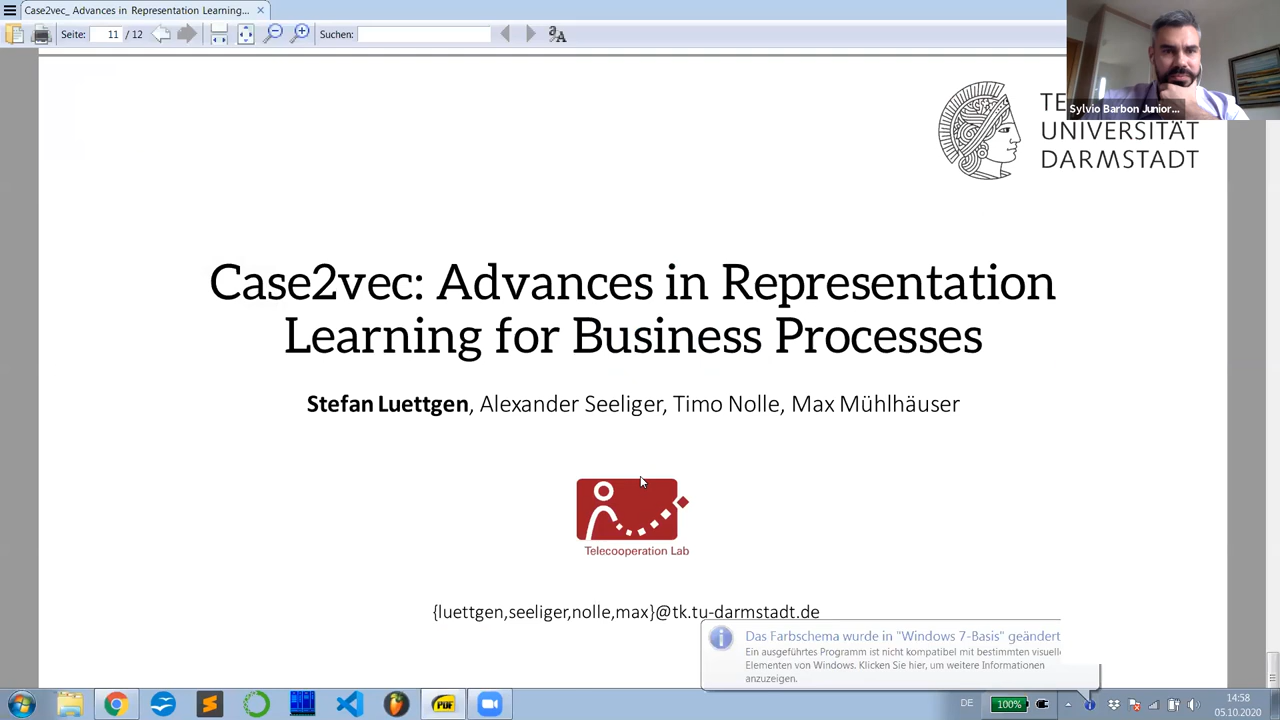 Case2vec_ Advances in Representation Learning...
Seite: 11 / 12 Suchen:
Sylvio Barbon Junior...
UNIVERSITÄT
DARMSTADT
Case2vec: Advances in Representation
Learning for Business Processes
Stefan Luettgen, Alexander Seeliger, Timo Nolle, Max Mühlhäuser
Telecooperation Lab
{luettgen,seeliger,nolle,max}@tk.tu-darmstadt.de
Das Farbschema wurde in "Windows 7-Basis" geändert
Ein ausgeführtes Programm ist nicht kompatibel mit bestimmten visuelle
Elementen von Windows. Klicken Sie hier, um weitere Informationen
anzuzeigen.
PDF
DE 100% 14:58
05.10.2020